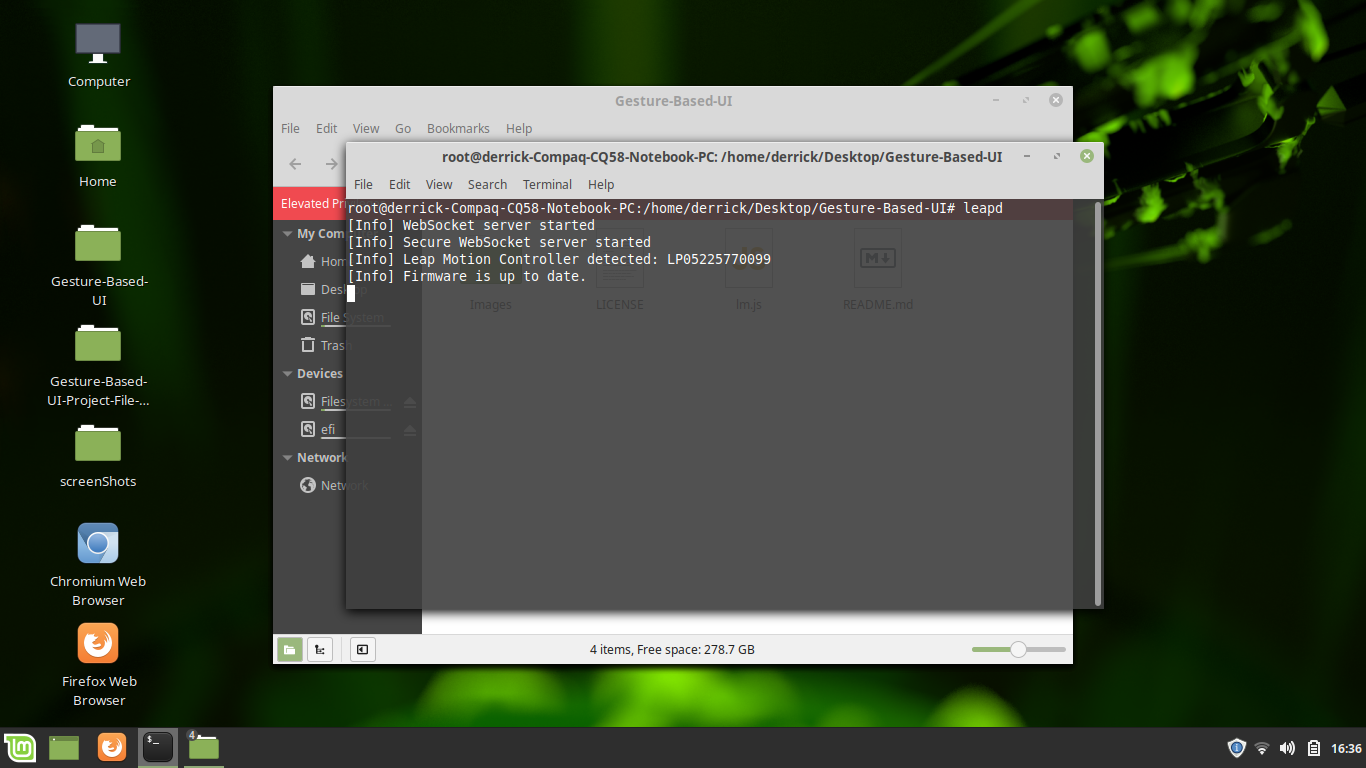 Computer
Home
Gesture-Based-
UI
Gesture-Based-
UI-Project-File-...
screenShots
Chromium Web
Browser
Firefox Web
Browser
Gesture-Based-UI
File Edit View Go Bookmarks Help
Elevated Pr
My Com
Home
Desktop
File System
Trash
Devices
Filesystem ...
efi
Network
Network
root@derrick-Compaq-CQ58-Notebook-PC: /home/derrick/Desktop/Gesture-Based-UI
File Edit View Search Terminal Help
root@derrick-Compaq-CQ58-Notebook-PC:/home/derrick/Desktop/Gesture-Based-UI# leapd
[Info] WebSocket server started
[Info] Secure WebSocket server started
[Info] Leap Motion Controller detected: LP05225770099
[Info] Firmware is up to date.
Images LICENSE lm.js README.md
4 items, Free space: 278.7 GB
4
$_
16:36